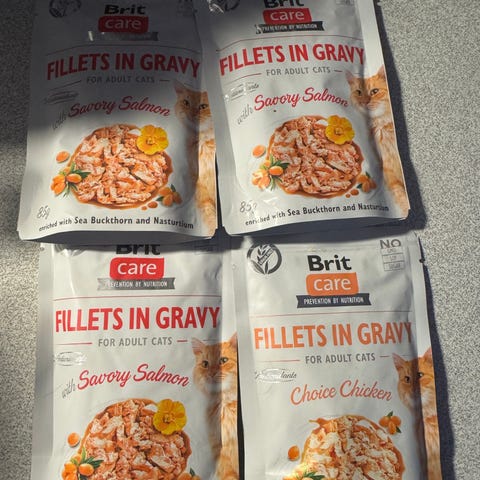 Brit
care
FILLETS IN GRAVY
FOR ADULT CATS
with Savory Salmon
85g
enriched with Sea Buckthorn and Nasturtium
Brit
care
PREVENTION BY NUTRITION
FILLETS IN GRAVY
FOR ADULT CATS
with Savory Salmon
85g
enriched with Sea Buckthorn and Nasturtium
Brit
care
PREVENTION BY NUTRITION
FILLETS IN GRAVY
FOR ADULT CATS
with Savory Salmon
NO
Brit
care
PREVENTION BY NUTRITION
FILLETS IN GRAVY
FOR ADULT CATS
Choice Chicken